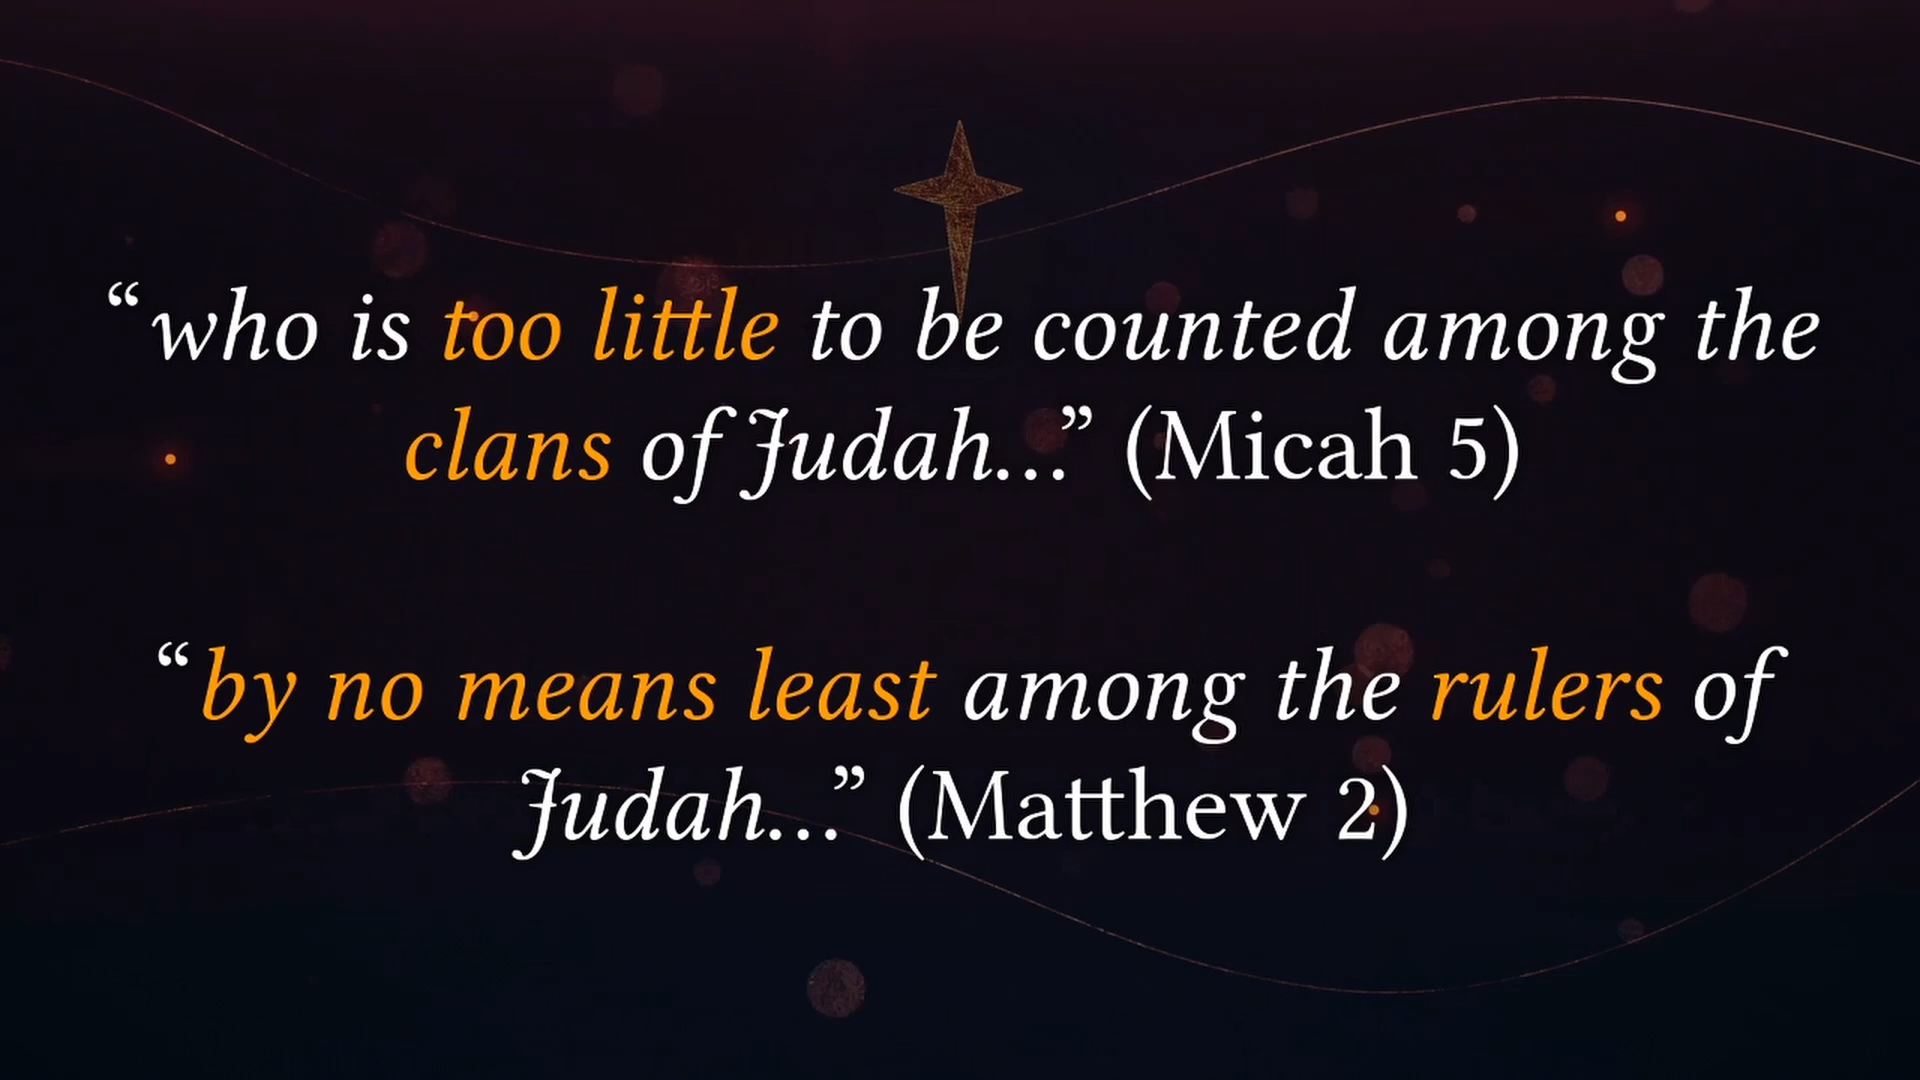 “who is too little to be counted among the
clans of Judah...” (Micah 5)
“by no means least among the rulers of
Judah...” (Matthew 2)